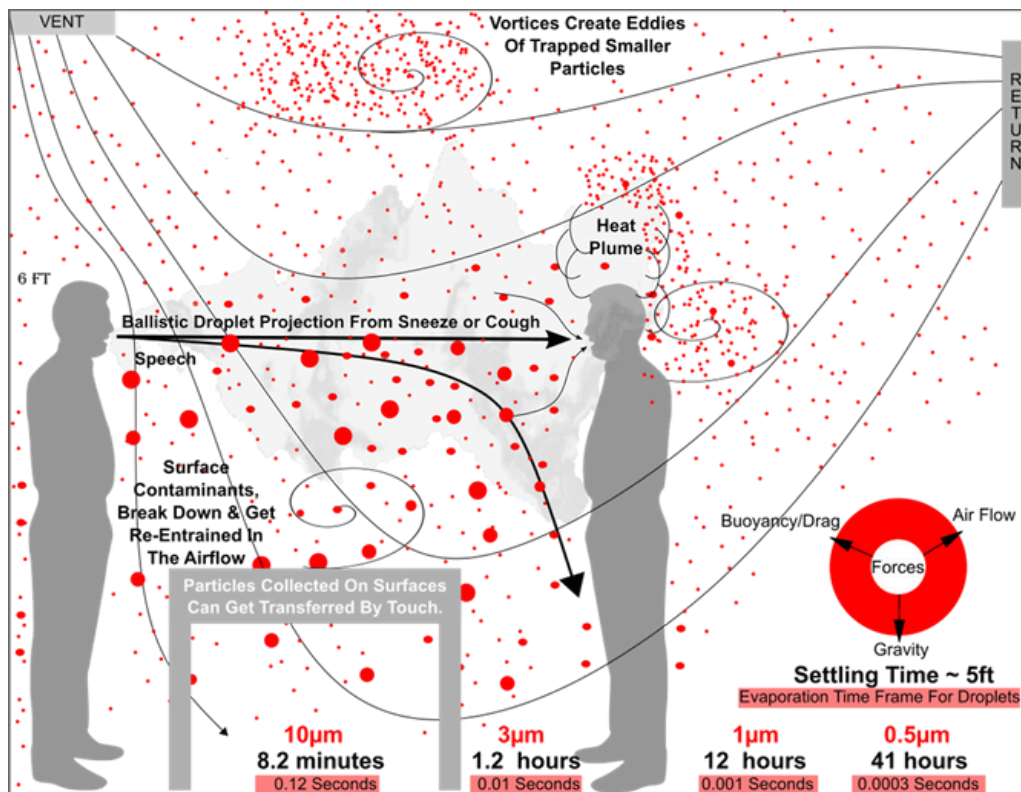 VENT
Vortices Create Eddies
Of Trapped Smaller
Particles
RETURN
Heat
Plume
6 FT
Ballistic Droplet Projection From Sneeze or Cough
Speech
Surface
Contaminants,
Break Down & Get
Re-Entrained In
The Airflow
Particles Collected On Surfaces
Can Get Transferred By Touch.
Buoyancy/Drag
Air Flow
Forces
Gravity
Settling Time ~ 5ft
Evaporation Time Frame For Droplets
10µm
8.2 minutes
0.12 Seconds
3µm
1.2 hours
0.01 Seconds
1µm
12 hours
0.001 Seconds
0.5µm
41 hours
0.0003 Seconds